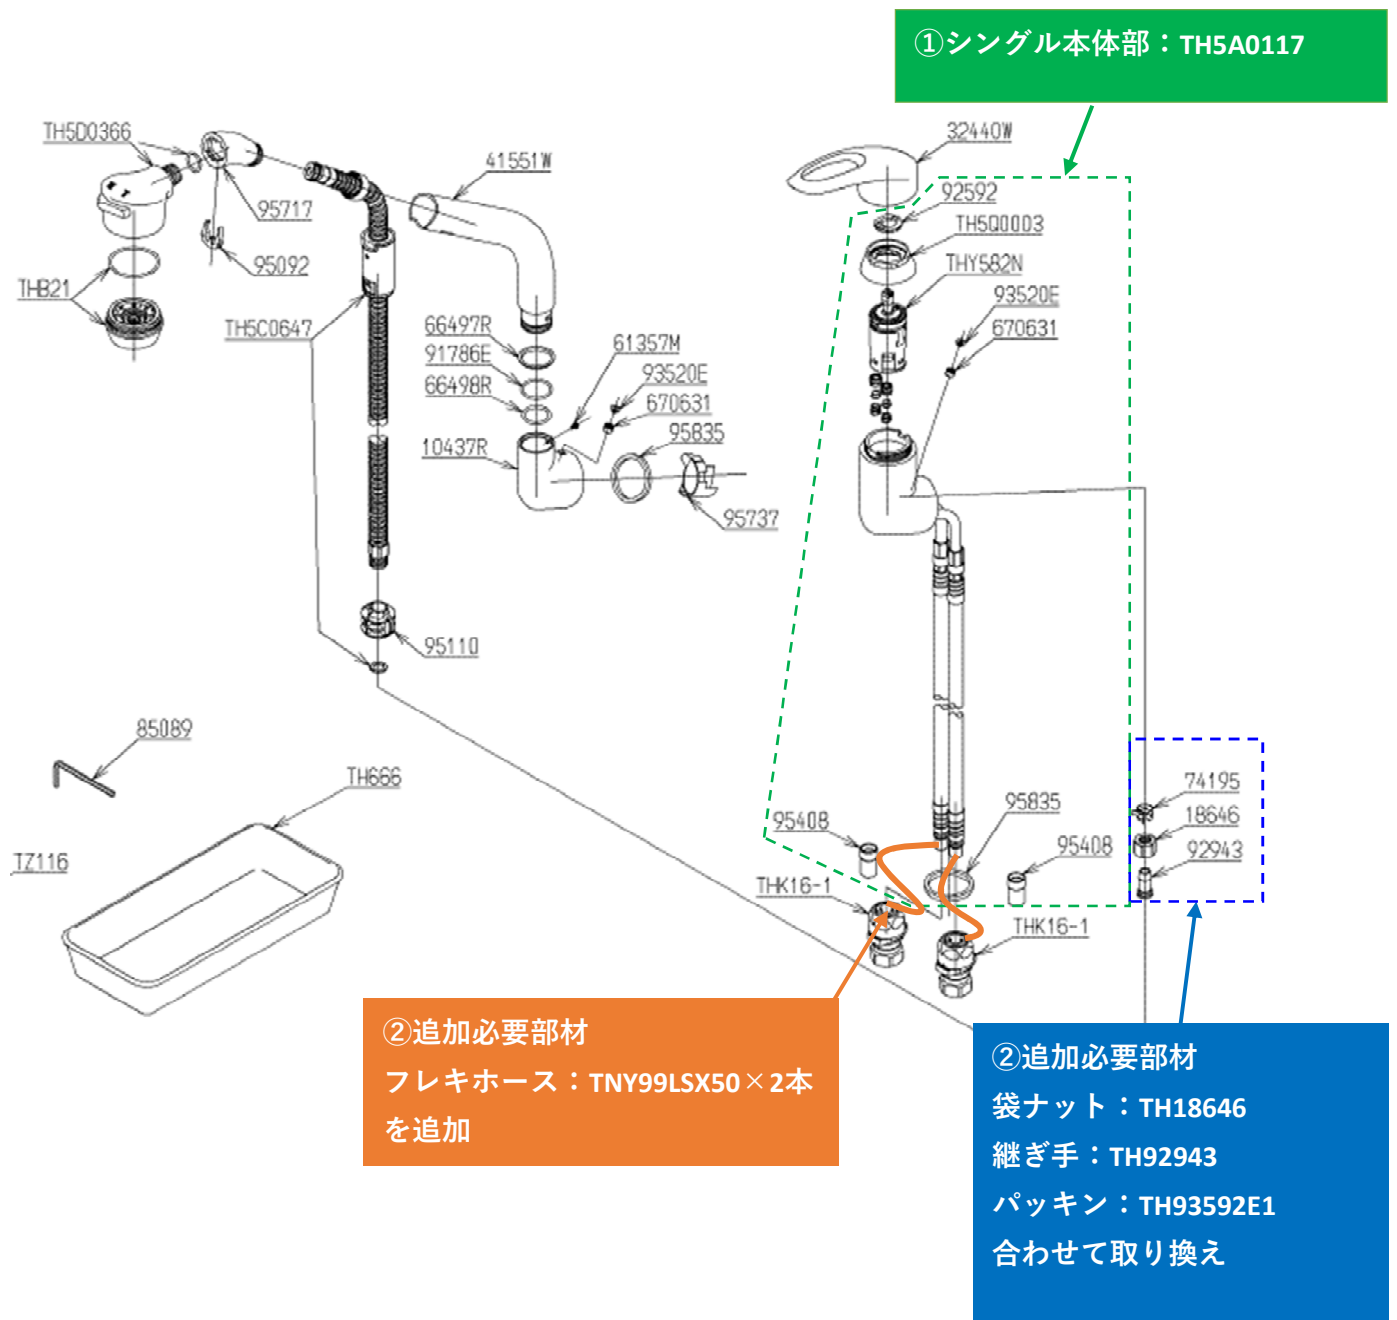 ①シングル本体部：TH5A0117
TH5D0366
95717
95092
THB21
TH5C0647
41551W
66497R
91786E
66498R
10437R
61357M
93520E
670631
95835
95737
95110
32440W
92592
TH5Q0003
THY582N
93520E
670631
85089
TH666
TZ116
95408
THK16-1
95835
95408
THK16-1
74195
18646
92943
②追加必要部材
フレキホース：TNY99LSX50×2本
を追加
②追加必要部材
袋ナット：TH18646
継ぎ手：TH92943
パッキン：TH93592E1
合わせて取り換え